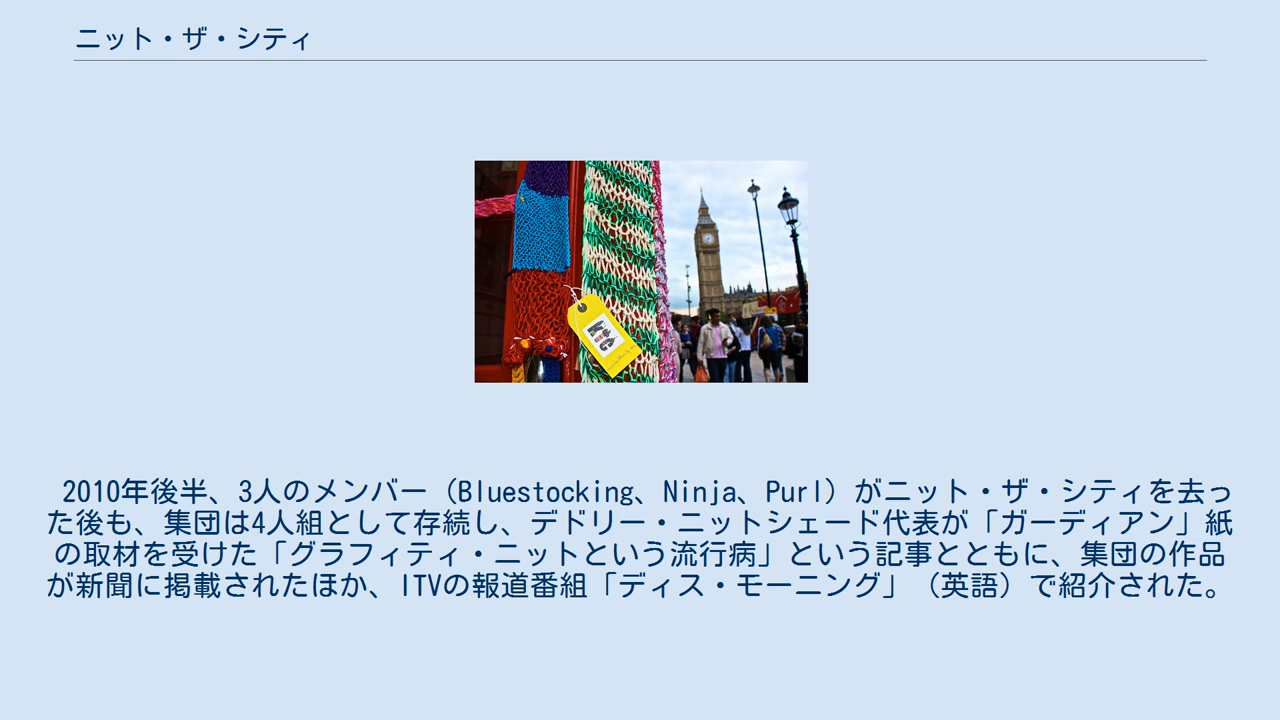 ニット・ザ・シティ
2010年後半、3人のメンバー（Bluestocking、Ninja、Purl）がニット・ザ・シティを去っ
た後も、集団は4人組として存続し、デドリー・ニットシェード代表が「ガーディアン」紙
の取材を受けた「グラフィティ・ニットという流行病」という記事とともに、集団の作品
が新聞に掲載されたほか、ITVの報道番組「ディス・モーニング」（英語）で紹介された。